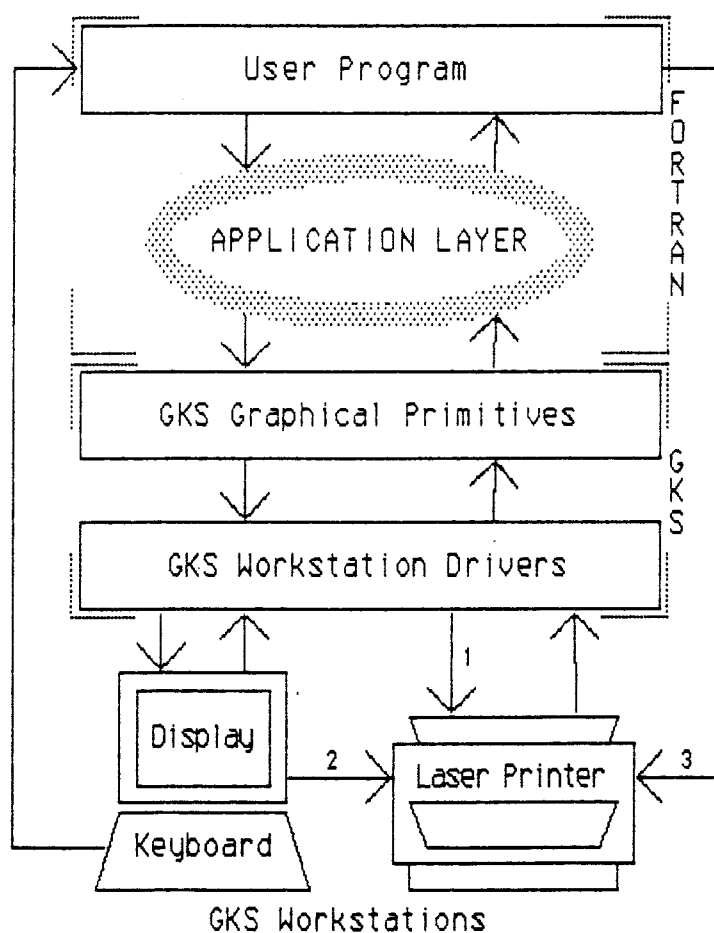 User Program
FORTRAN
APPLICATION LAYER
GKS Graphical Primitives
GKS
GKS Workstation Drivers
1
Display
2
Laser Printer
3
Keyboard
GKS Workstations